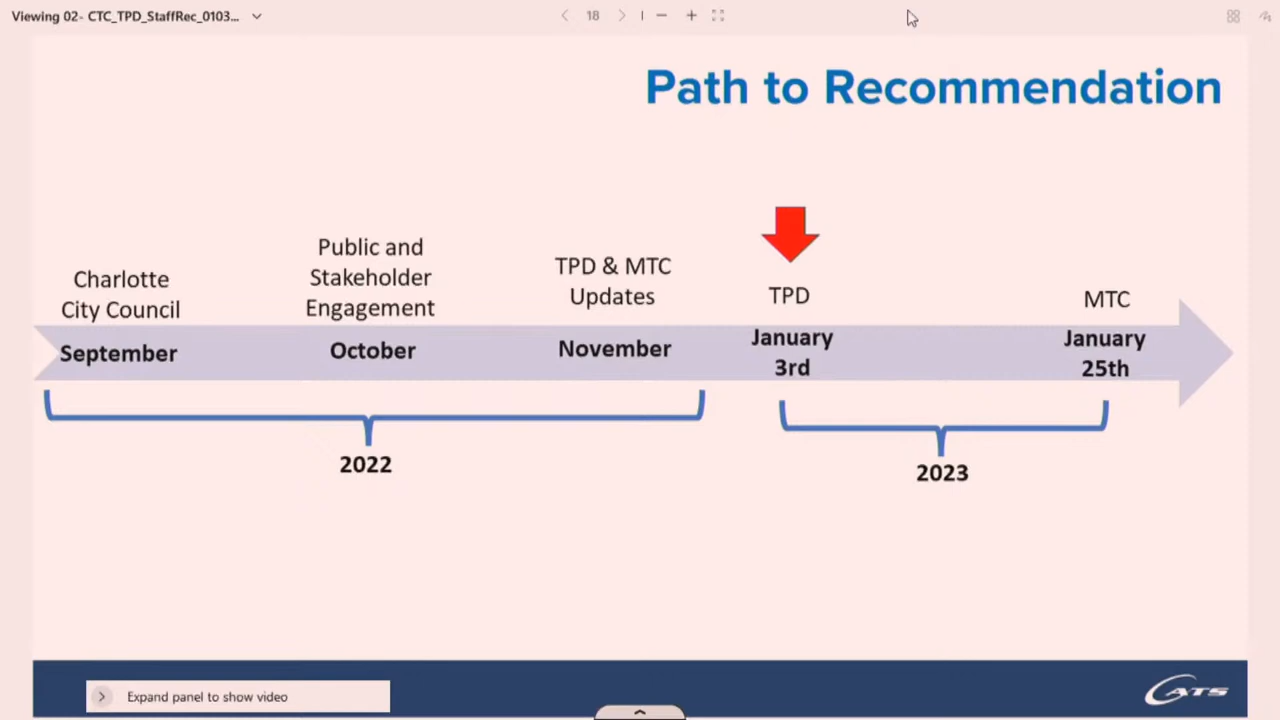 Viewing 02- CTC_TPD_StaffRec_0103...
18
Path to Recommendation
Charlotte
City Council
September
Public and
Stakeholder
Engagement
October
TPD & MTC
Updates
November
TPD
January
3rd
MTC
January
25th
2022
2023
Expand panel to show video
CATS